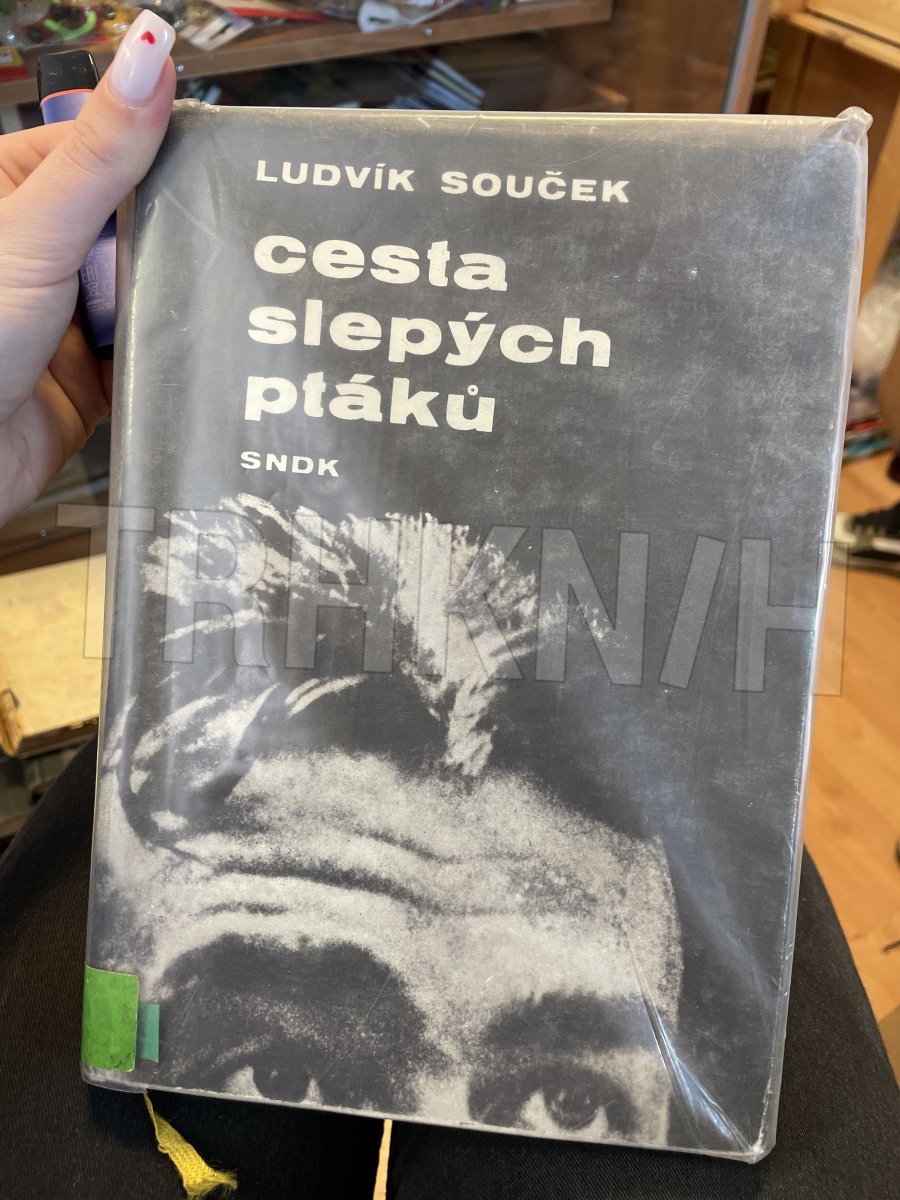 LUDVÍK SOUČEK
cesta
slepých
ptáků
SNDK
TRHKNIH